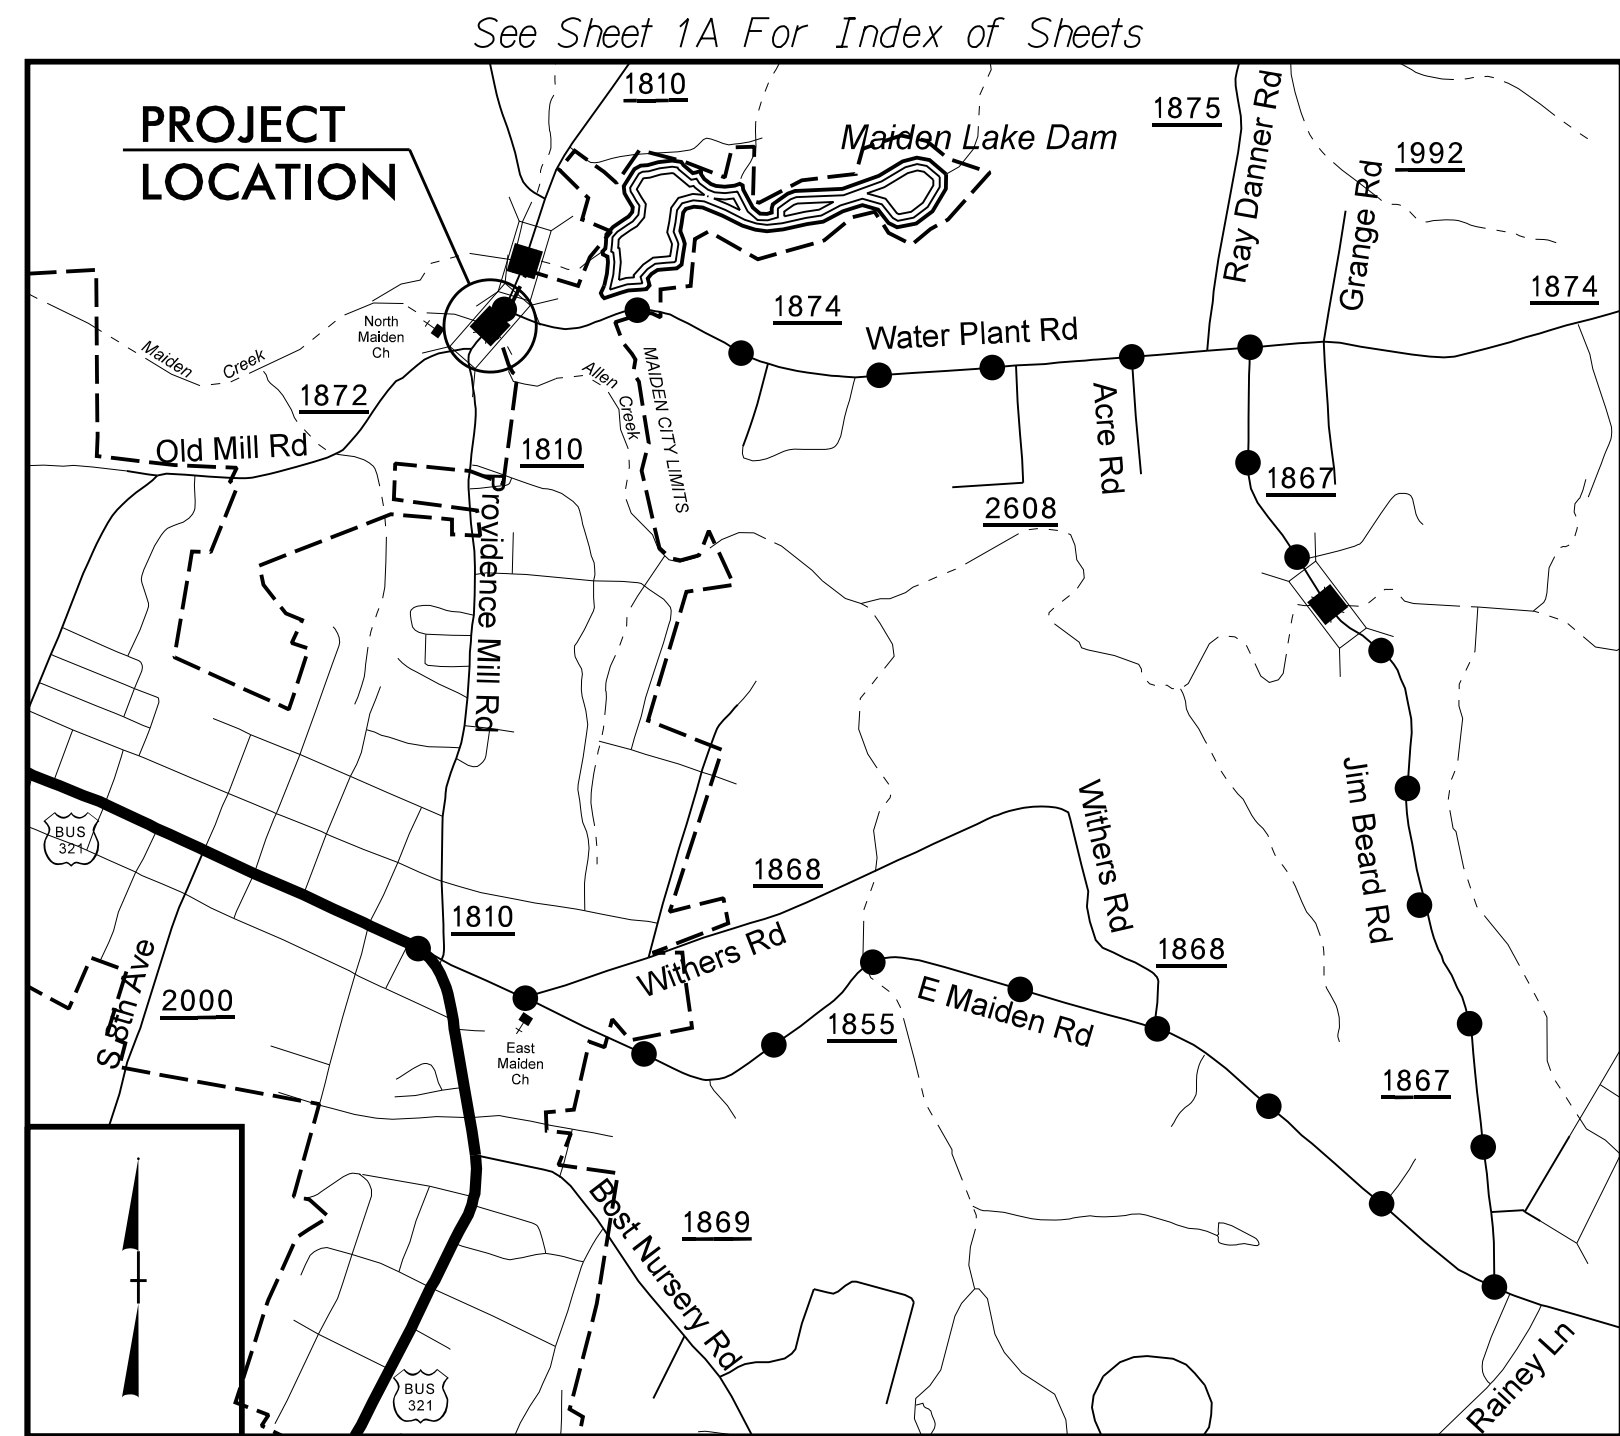 See Sheet 1A For Index of Sheets
PROJECT
LOCATION
1810
Maiden Lake Dam
1875
Ray Danner Rd
1992
Grange Rd
1874
1874
Water Plant Rd
North
Maiden
Ch
Maiden
Creek
1872
Old Mill Rd
1810
Allen
Creek
MAIDEN CITY LIMITS
Acre Rd
2608
1867
Providence Mill Rd
BUS
321
Jim Beard Rd
Withers Rd
1868
1810
Withers Rd
1868
S 8th Ave
2000
East
Maiden
Ch
1855
E Maiden Rd
1867
Bost Nursery Rd
1869
Rainey Ln
BUS
321